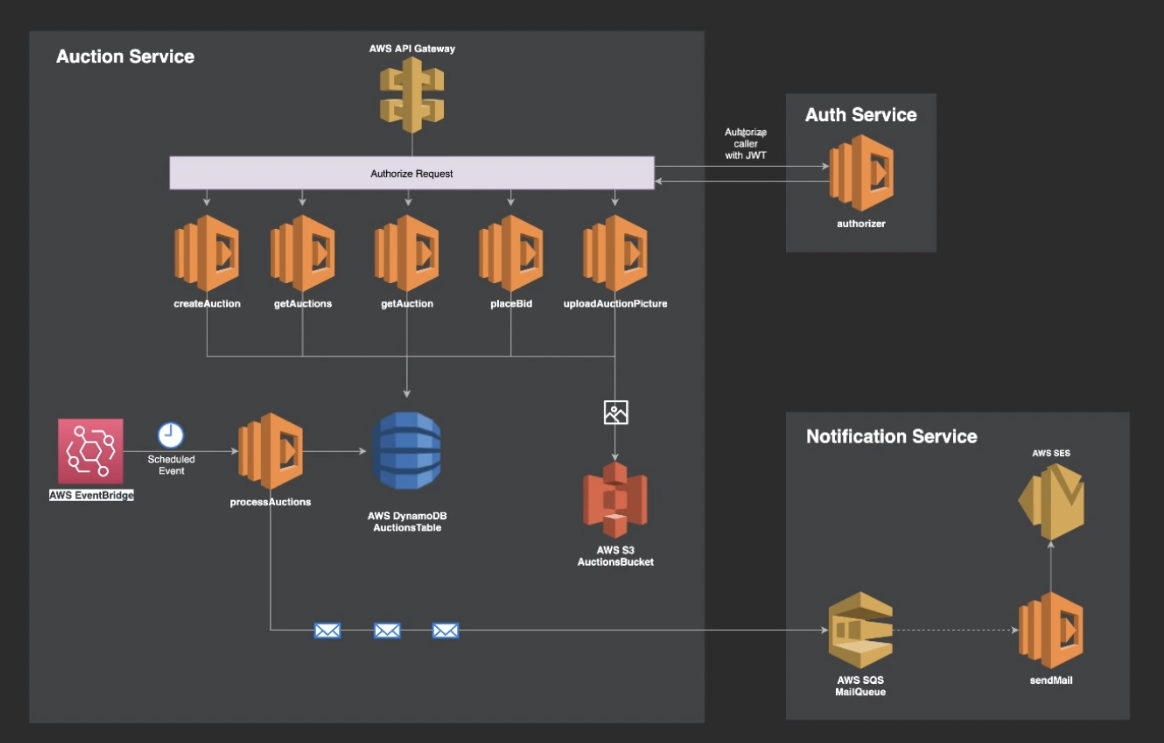 Auction Service
AWS API Gateway
Authorize Request
Authorize
caller
with JWT
Auth Service
authorizer
createAuction
getAuctions
getAuction
placeBid
uploadAuctionPicture
AWS EventBridge
Scheduled
Event
processAuctions
AWS DynamoDB
AuctionsTable
AWS S3
AuctionsBucket
Notification Service
AWS SES
AWS SQS
MailQueue
sendMail